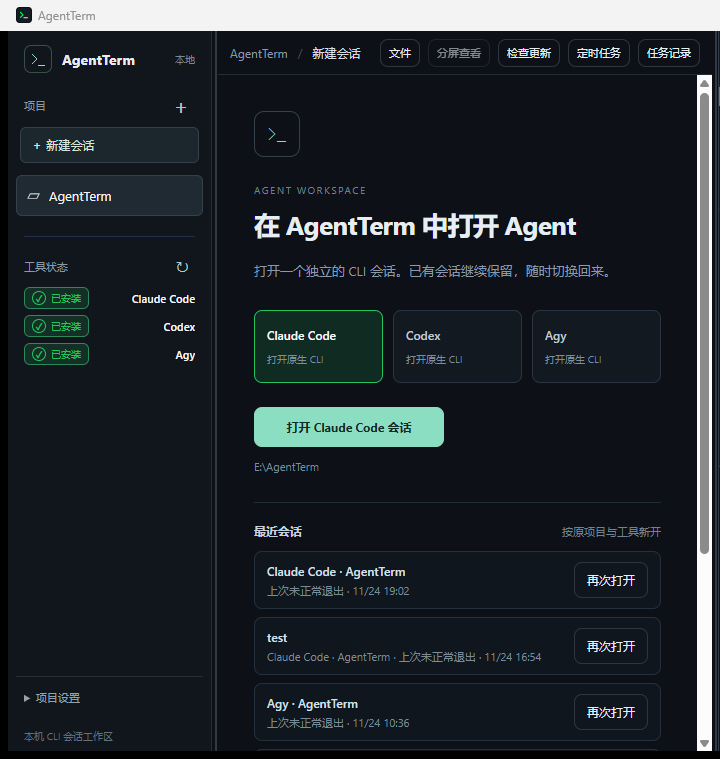 AgentTerm
AgentTerm 本地
项目 +
+ 新建会话
AgentTerm
工具状态
已安装 Claude Code
已安装 Codex
已安装 Agy
项目设置
本机 CLI 会话工作区
AgentTerm / 新建会话 文件 分屏查看 检查更新 定时任务 任务记录
>_
AGENT WORKSPACE
在 AgentTerm 中打开 Agent
打开一个独立的 CLI 会话。已有会话继续保留，随时切换回来。
Claude Code
打开原生 CLI
Codex
打开原生 CLI
Agy
打开原生 CLI
打开 Claude Code 会话
E:\AgentTerm
最近会话 按原项目与工具新开
Claude Code · AgentTerm
上次未正常退出 · 11/24 19:02
再次打开
test
Claude Code · AgentTerm · 上次未正常退出 · 11/24 16:54
再次打开
Agy · AgentTerm
上次未正常退出 · 11/24 10:36
再次打开